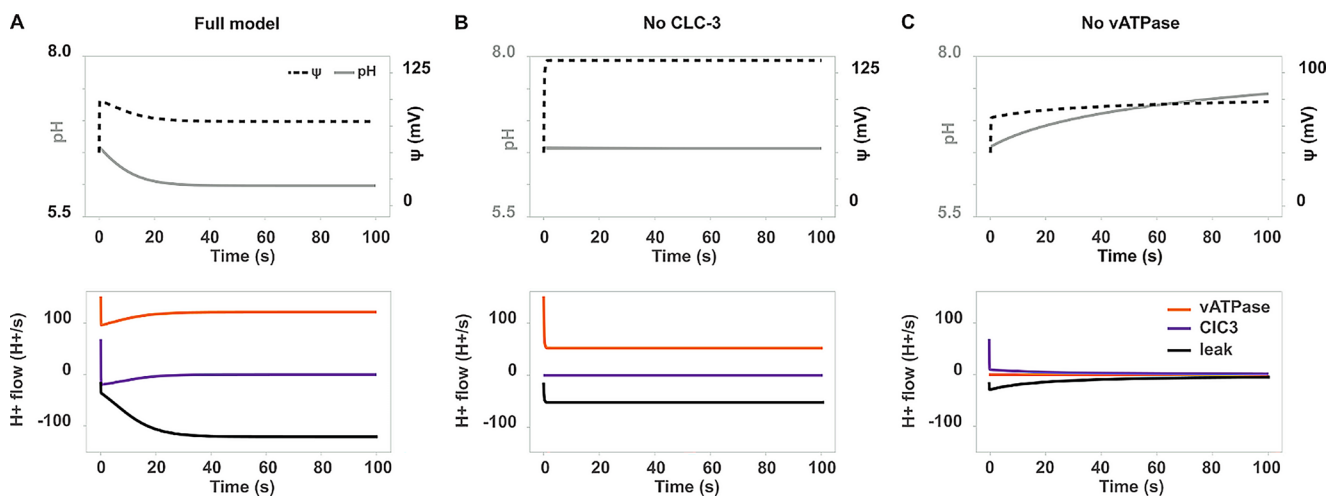 A Full model
8.0
125
ψ pH
pH
ψ (mV)
5.5
0
0 20 40 60 80 100
Time (s)
B No CLC-3
8.0
125
pH
ψ (mV)
5.5
0
0 20 40 60 80 100
Time (s)
C No vATPase
8.0
100
pH
ψ (mV)
5.5
0
0 20 40 60 80 100
Time (s)
H+ flow (H+/s)
100
0
-100
0 20 40 60 80 100
Time (s)
H+ flow (H+/s)
100
0
-100
0 20 40 60 80 100
Time (s)
H+ flow (H+/s)
100
0
-100
vATPase
ClC3
leak
0 20 40 60 80 100
Time (s)